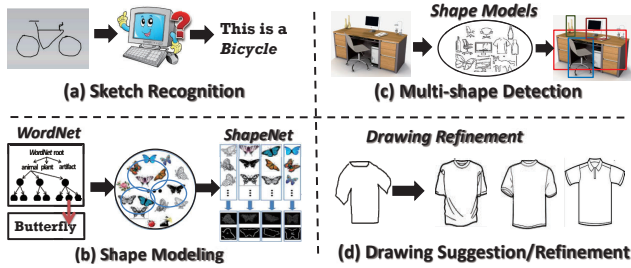 This is a
Bicycle
(a) Sketch Recognition
Shape Models
(c) Multi-shape Detection
WordNet
WordNet root
animal plant artifact
Butterfly
ShapeNet
(b) Shape Modeling
Drawing Refinement
(d) Drawing Suggestion/Refinement